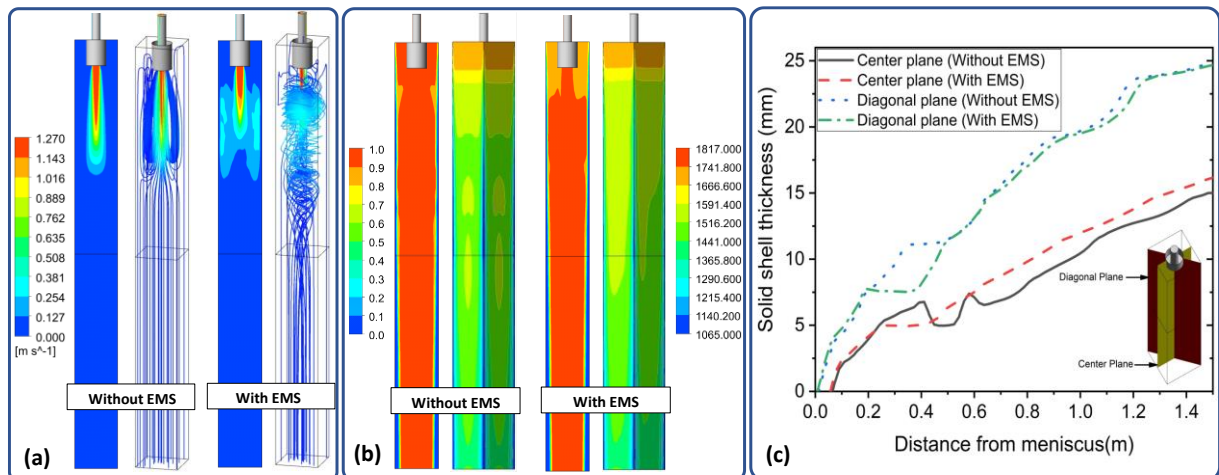 (a)
1.270
1.143
1.016
0.889
0.762
0.635
0.508
0.381
0.254
0.127
0.000
[m s^-1]
Without EMS
With EMS
(b)
1.0
0.9
0.8
0.7
0.6
0.5
0.4
0.3
0.2
0.1
0.0
1817.000
1741.800
1666.600
1591.400
1516.200
1441.000
1365.800
1290.600
1215.400
1140.200
1065.000
Without EMS
With EMS
(c)
Solid shell thickness (mm)
25
20
15
10
5
0
Center plane (Without EMS)
Center plane (With EMS)
Diagonal plane (Without EMS)
Diagonal plane (With EMS)
Diagonal Plane
Center Plane
0.0 0.2 0.4 0.6 0.8 1.0 1.2 1.4
Distance from meniscus(m)